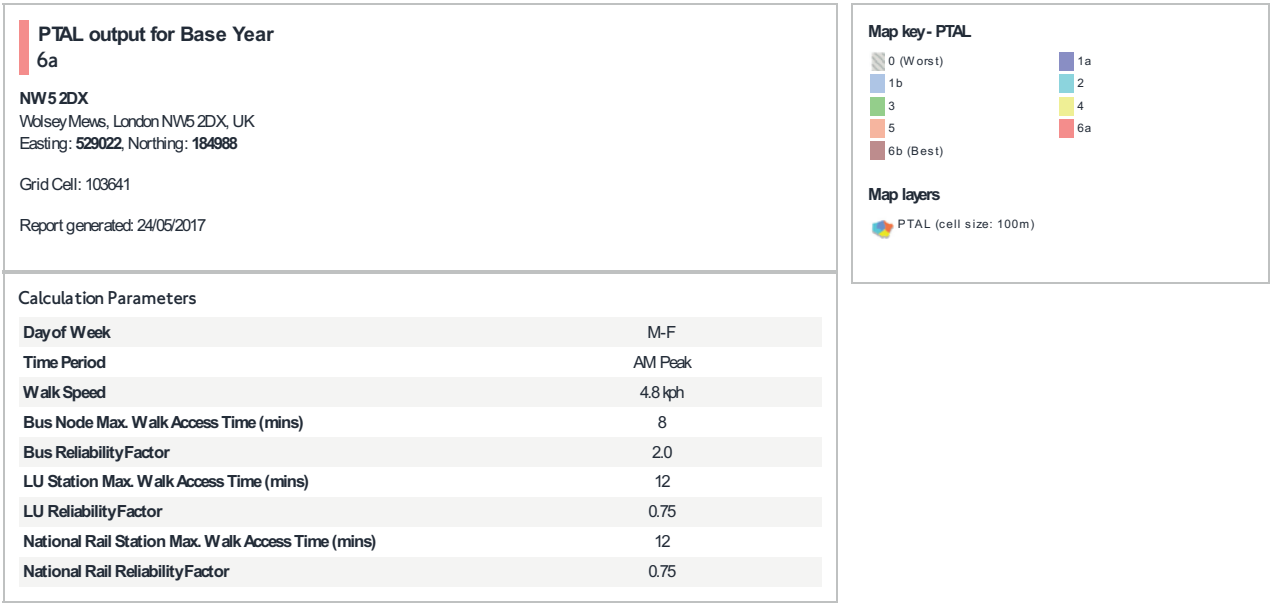 PTAL output for Base Year
6a
NW5 2DX
Wolsey Mews, London NW5 2DX, UK
Easting: 529022, Northing: 184988
Grid Cell: 103641
Report generated: 24/05/2017
Calculation Parameters
Day of Week M-F
Time Period AM Peak
Walk Speed 4.8 kph
Bus Node Max. Walk Access Time (mins) 8
Bus Reliability Factor 2.0
LU Station Max. Walk Access Time (mins) 12
LU Reliability Factor 0.75
National Rail Station Max. Walk Access Time (mins) 12
National Rail Reliability Factor 0.75
Map key - PTAL
0 (Worst) 1a
1b 2
3 4
5 6a
6b (Best)
Map layers
PTAL (cell size: 100m)